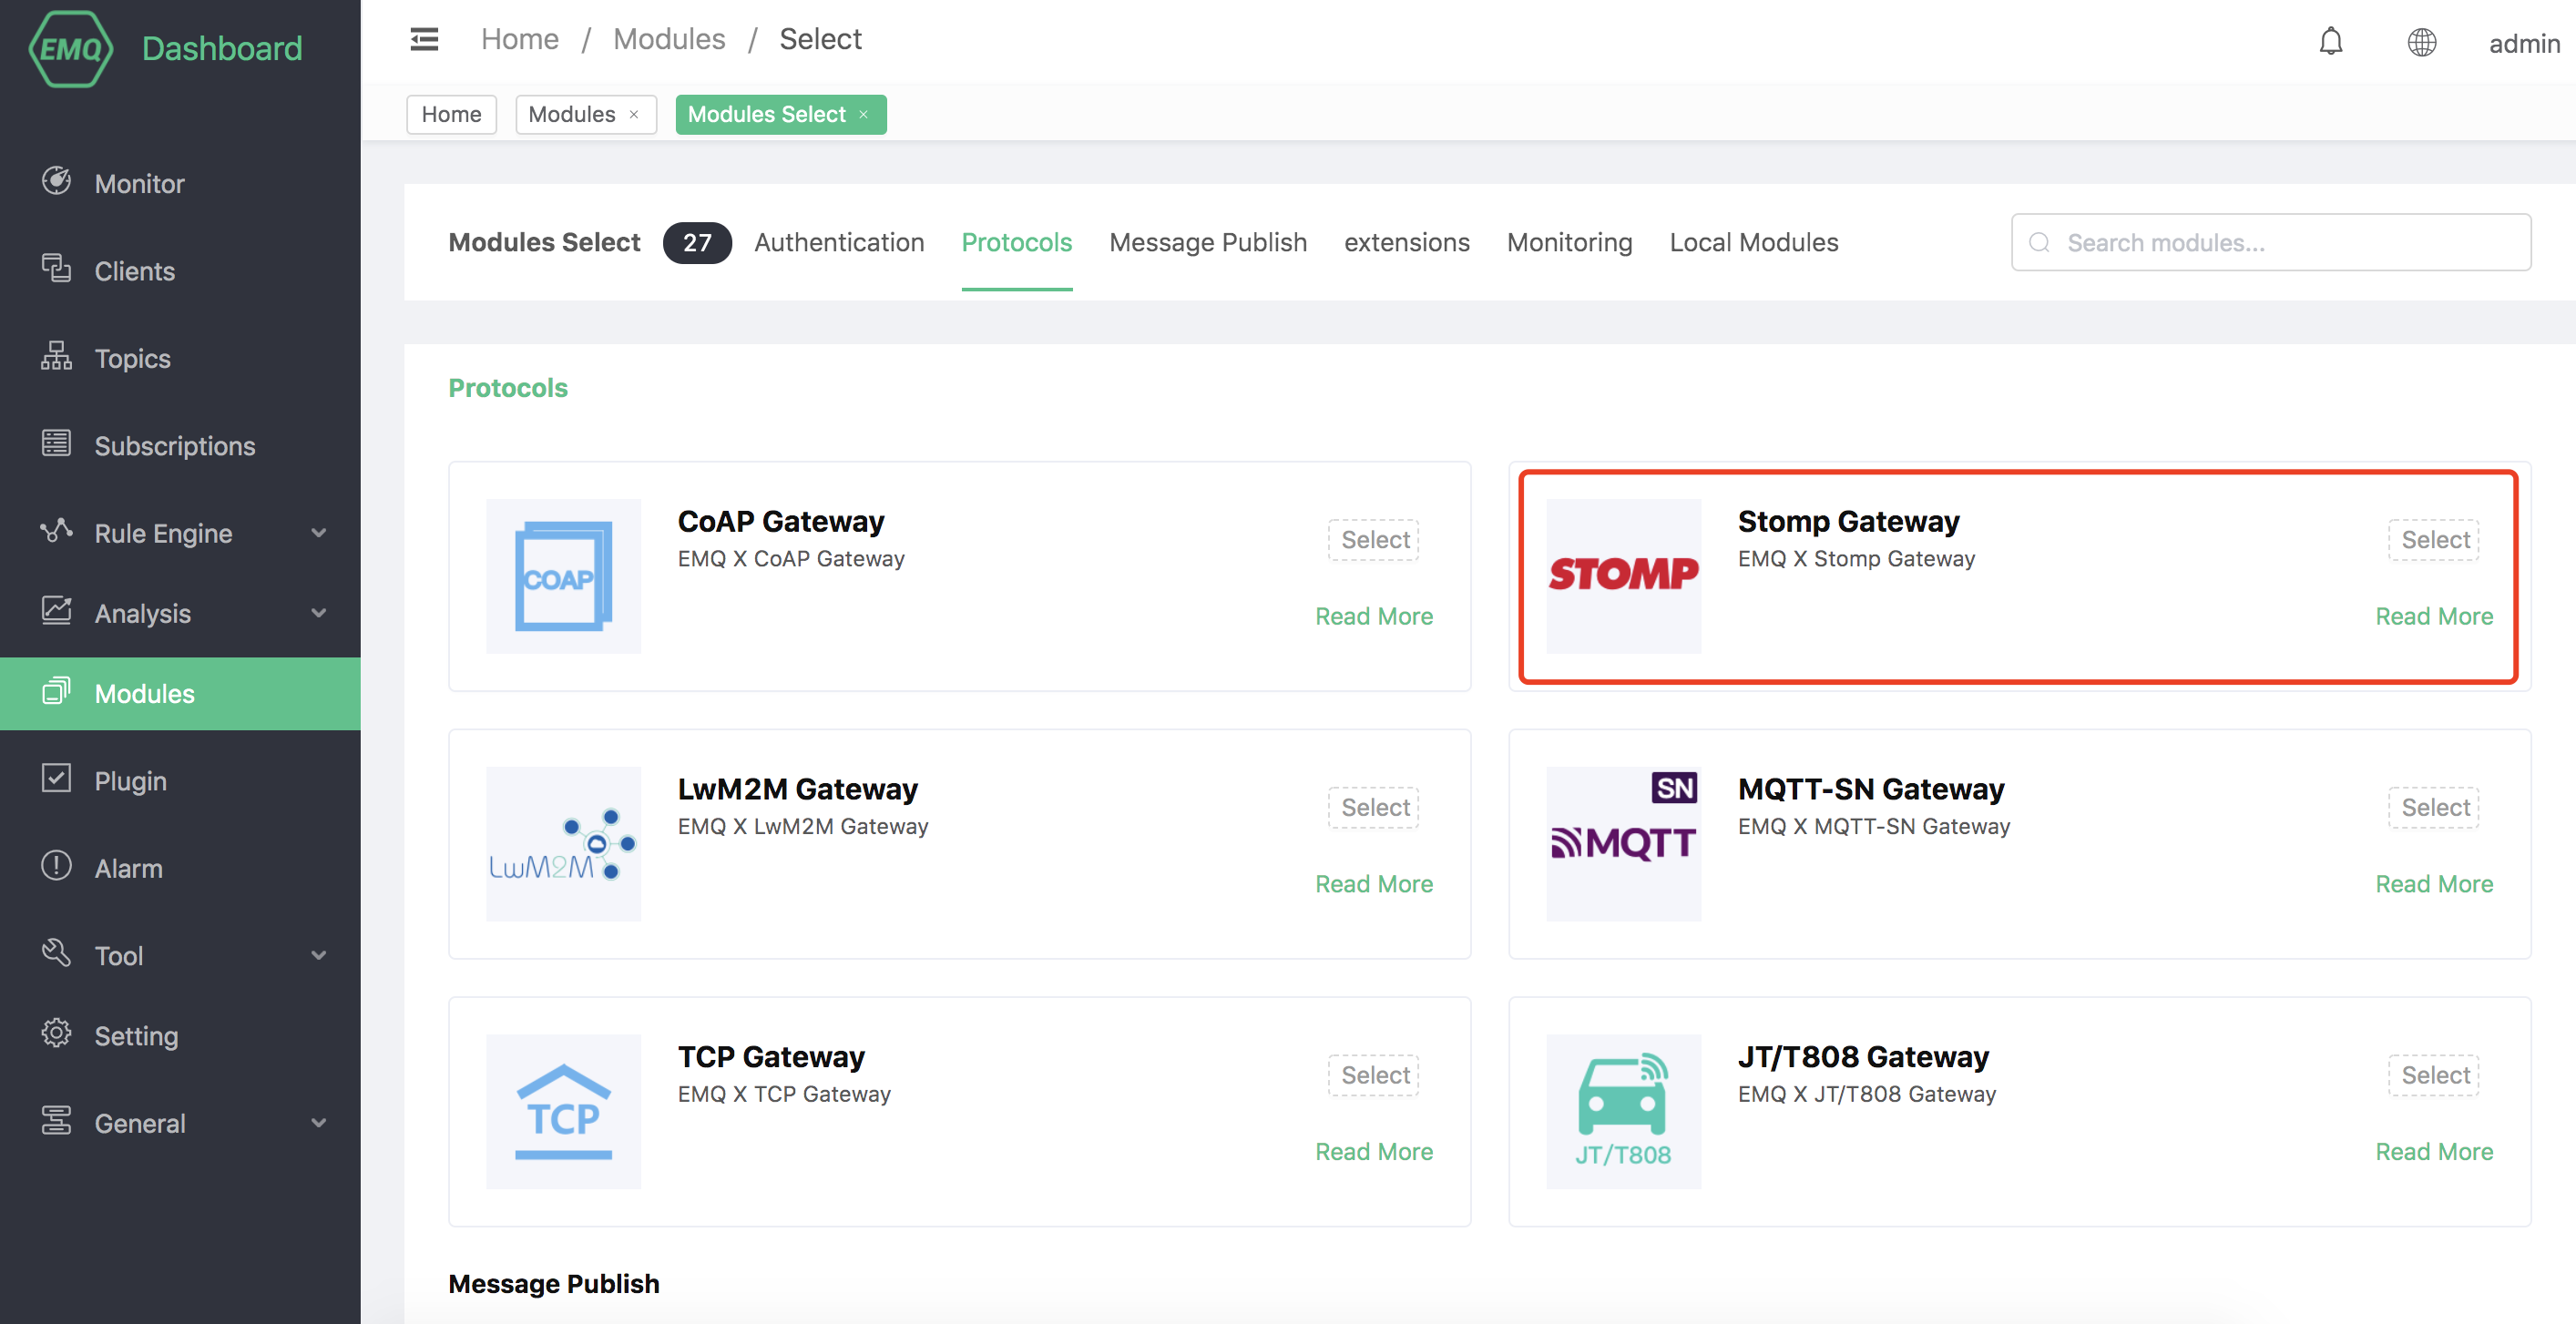 EMQ Dashboard
Home / Modules / Select
admin
Home Modules × Modules Select ×
Monitor
Clients
Topics
Subscriptions
Rule Engine
Analysis
Modules
Plugin
Alarm
Tool
Setting
General
Modules Select 27 Authentication Protocols Message Publish extensions Monitoring Local Modules
Search modules...
Protocols
COAP
CoAP Gateway
EMQ X CoAP Gateway
Select
Read More
STOMP
Stomp Gateway
EMQ X Stomp Gateway
Select
Read More
LwM2M
LwM2M Gateway
EMQ X LwM2M Gateway
Select
Read More
SN
MQTT
MQTT-SN Gateway
EMQ X MQTT-SN Gateway
Select
Read More
TCP
TCP Gateway
EMQ X TCP Gateway
Select
Read More
JT/T808
JT/T808 Gateway
EMQ X JT/T808 Gateway
Select
Read More
Message Publish